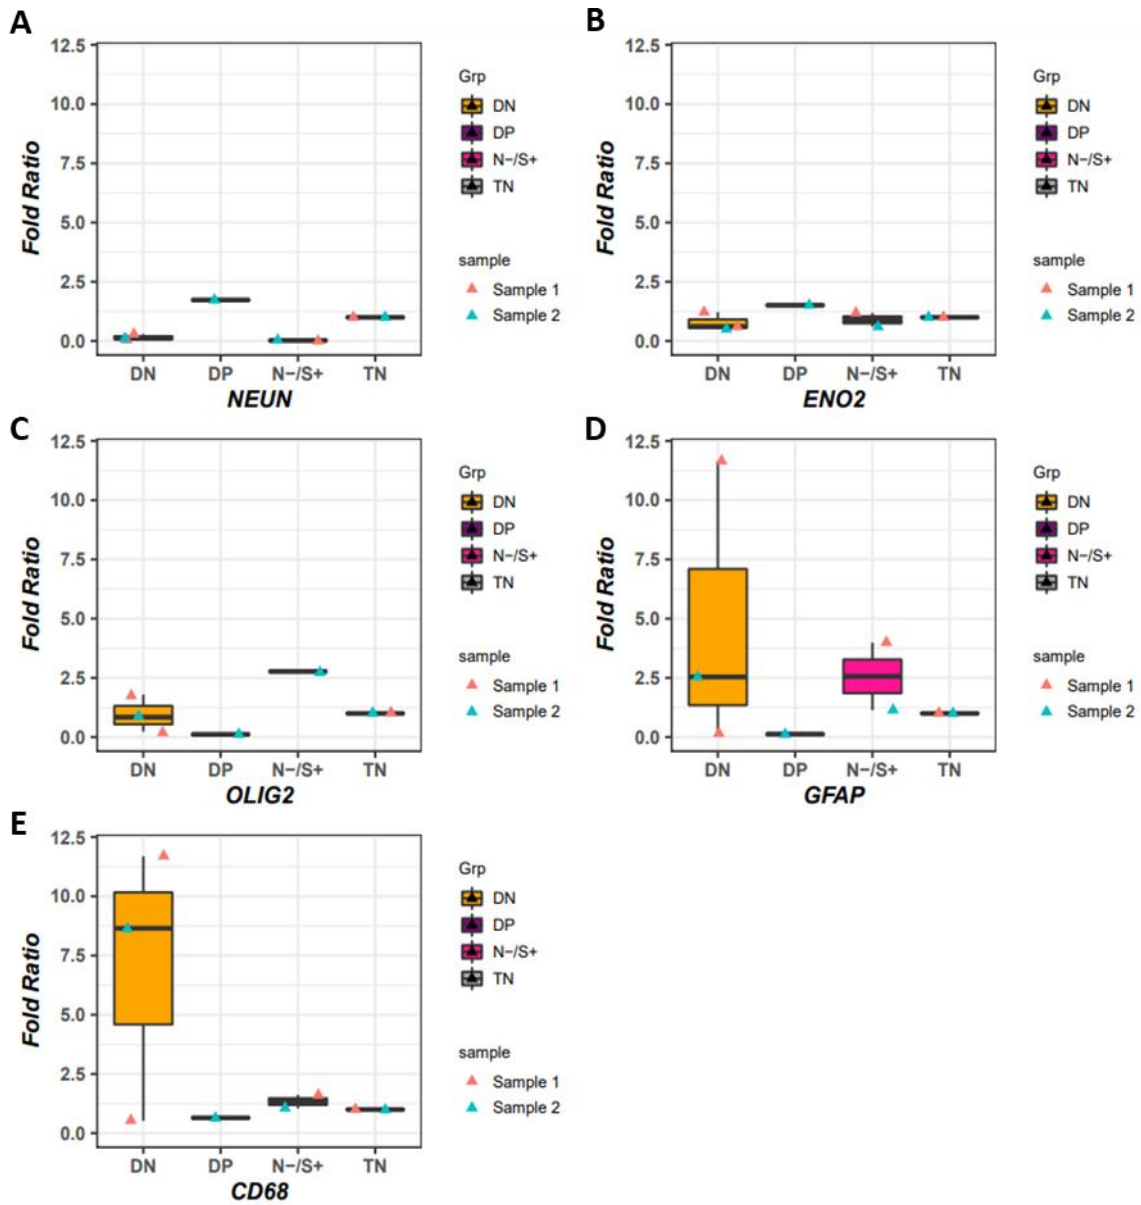 A
12.5
10.0
7.5
5.0
2.5
0.0
Fold Ratio
DN DP N−/S+ TN
NEUN
Grp
DN
DP
N−/S+
TN
sample
Sample 1
Sample 2
B
12.5
10.0
7.5
5.0
2.5
0.0
Fold Ratio
DN DP N−/S+ TN
ENO2
Grp
DN
DP
N−/S+
TN
sample
Sample 1
Sample 2
C
12.5
10.0
7.5
5.0
2.5
0.0
Fold Ratio
DN DP N−/S+ TN
OLIG2
Grp
DN
DP
N−/S+
TN
sample
Sample 1
Sample 2
D
12.5
10.0
7.5
5.0
2.5
0.0
Fold Ratio
DN DP N−/S+ TN
GFAP
Grp
DN
DP
N−/S+
TN
sample
Sample 1
Sample 2
E
12.5
10.0
7.5
5.0
2.5
0.0
Fold Ratio
DN DP N−/S+ TN
CD68
Grp
DN
DP
N−/S+
TN
sample
Sample 1
Sample 2